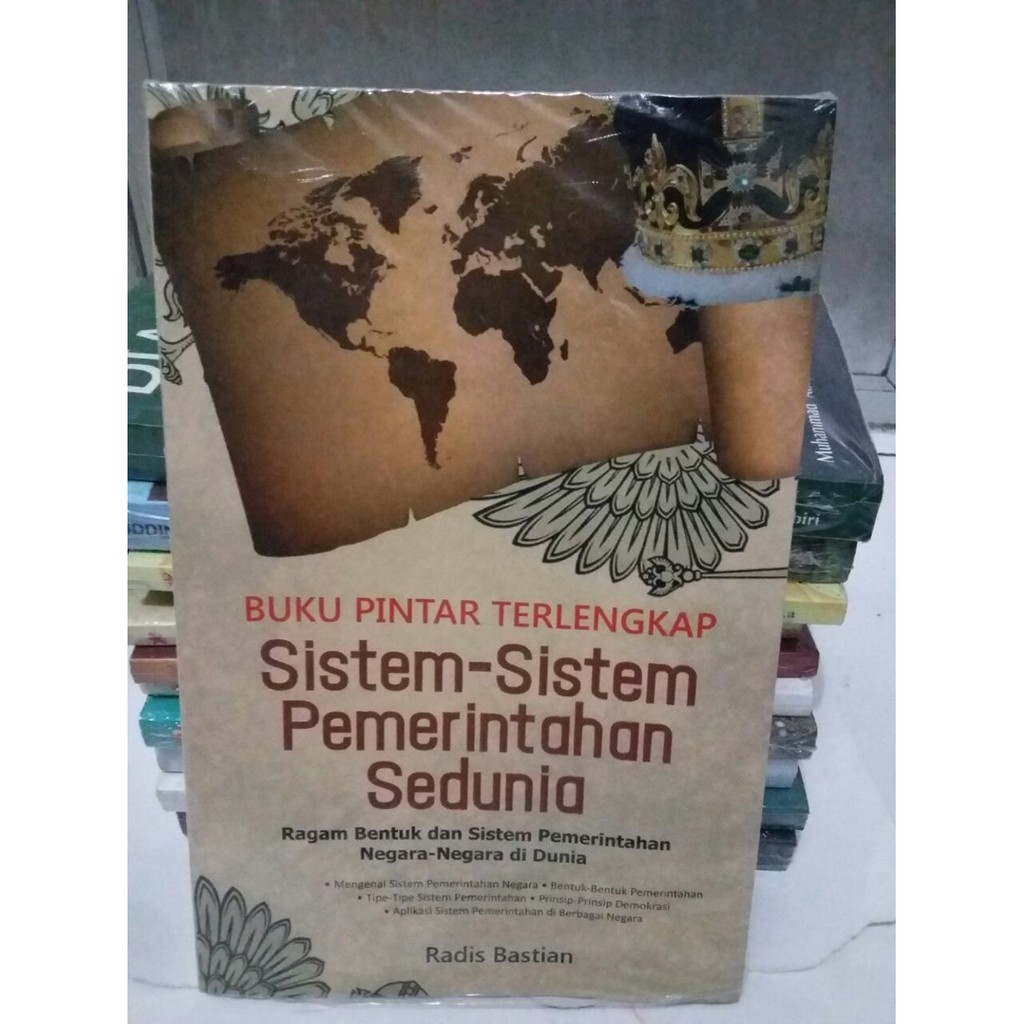 BUKU PINTAR TERLENGKAP
Sistem-Sistem
Pemerintahan
Sedunia
Ragam Bentuk dan Sistem Pemerintahan
Negara-Negara di Dunia
• Mengenal Sistem Pemerintahan Negara • Bentuk-Bentuk Pemerintahan
• Tipe-Tipe Sistem Pemerintahan • Prinsip-Prinsip Demokrasi
• Aplikasi Sistem Pemerintahan di Berbagai Negara
Radis Bastian
Muhammad